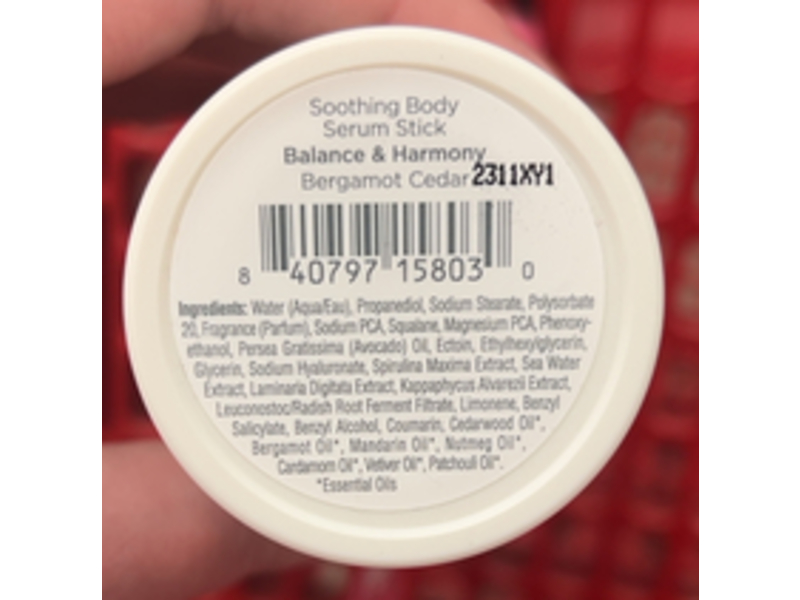 Soothing Body
Serum Stick
Balance & Harmony
Bergamot Cedar 2311XY1
8 40797 15803 0
Ingredients: Water (Aqua/Eau), Propanediol, Sodium Stearate, Polysorbate
20, Fragrance (Parfum), Sodium PCA, Squalane, Magnesium PCA, Phenoxy-
ethanol, Persea Gratissima (Avocado) Oil, Ectoin, Ethylhexylglycerin,
Glycerin, Sodium Hyaluronate, Spirulina Maxima Extract, Sea Water
Extract, Laminaria Digitata Extract, Kappaphycus Alvarezii Extract,
Leuconostoc/Radish Root Ferment Filtrate, Limonene, Benzyl
Salicylate, Benzyl Alcohol, Coumarin, Cedarwood Oil*,
Bergamot Oil*, Mandarin Oil*, Nutmeg Oil*,
Cardamom Oil*, Vetiver Oil*, Patchouli Oil*.
*Essential Oils